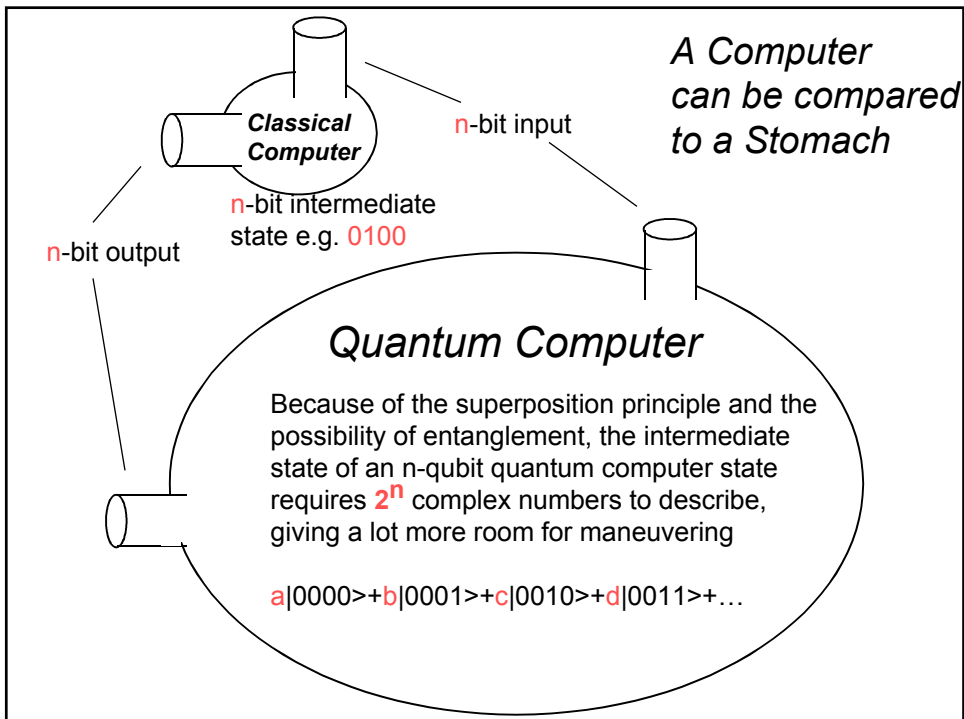 A Computer
can be compared
to a Stomach
Classical
Computer
n-bit input
n-bit intermediate
state e.g. 0100
n-bit output
Quantum Computer
Because of the superposition principle and the
possibility of entanglement, the intermediate
state of an n-qubit quantum computer state
requires 2ⁿ complex numbers to describe,
giving a lot more room for maneuvering
a|0000>+b|0001>+c|0010>+d|0011>+…